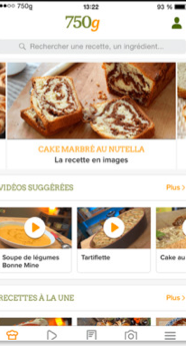 750g 13:22 93 %
750g
Rechercher une recette, un ingrédient...
CAKE MARBRÉ AU NUTELLA
La recette en images
VIDÉOS SUGGÉRÉES Plus >
Soupe de légumes
Bonne Mine
Tartiflette
Cake au
RECETTES À LA UNE Plus >